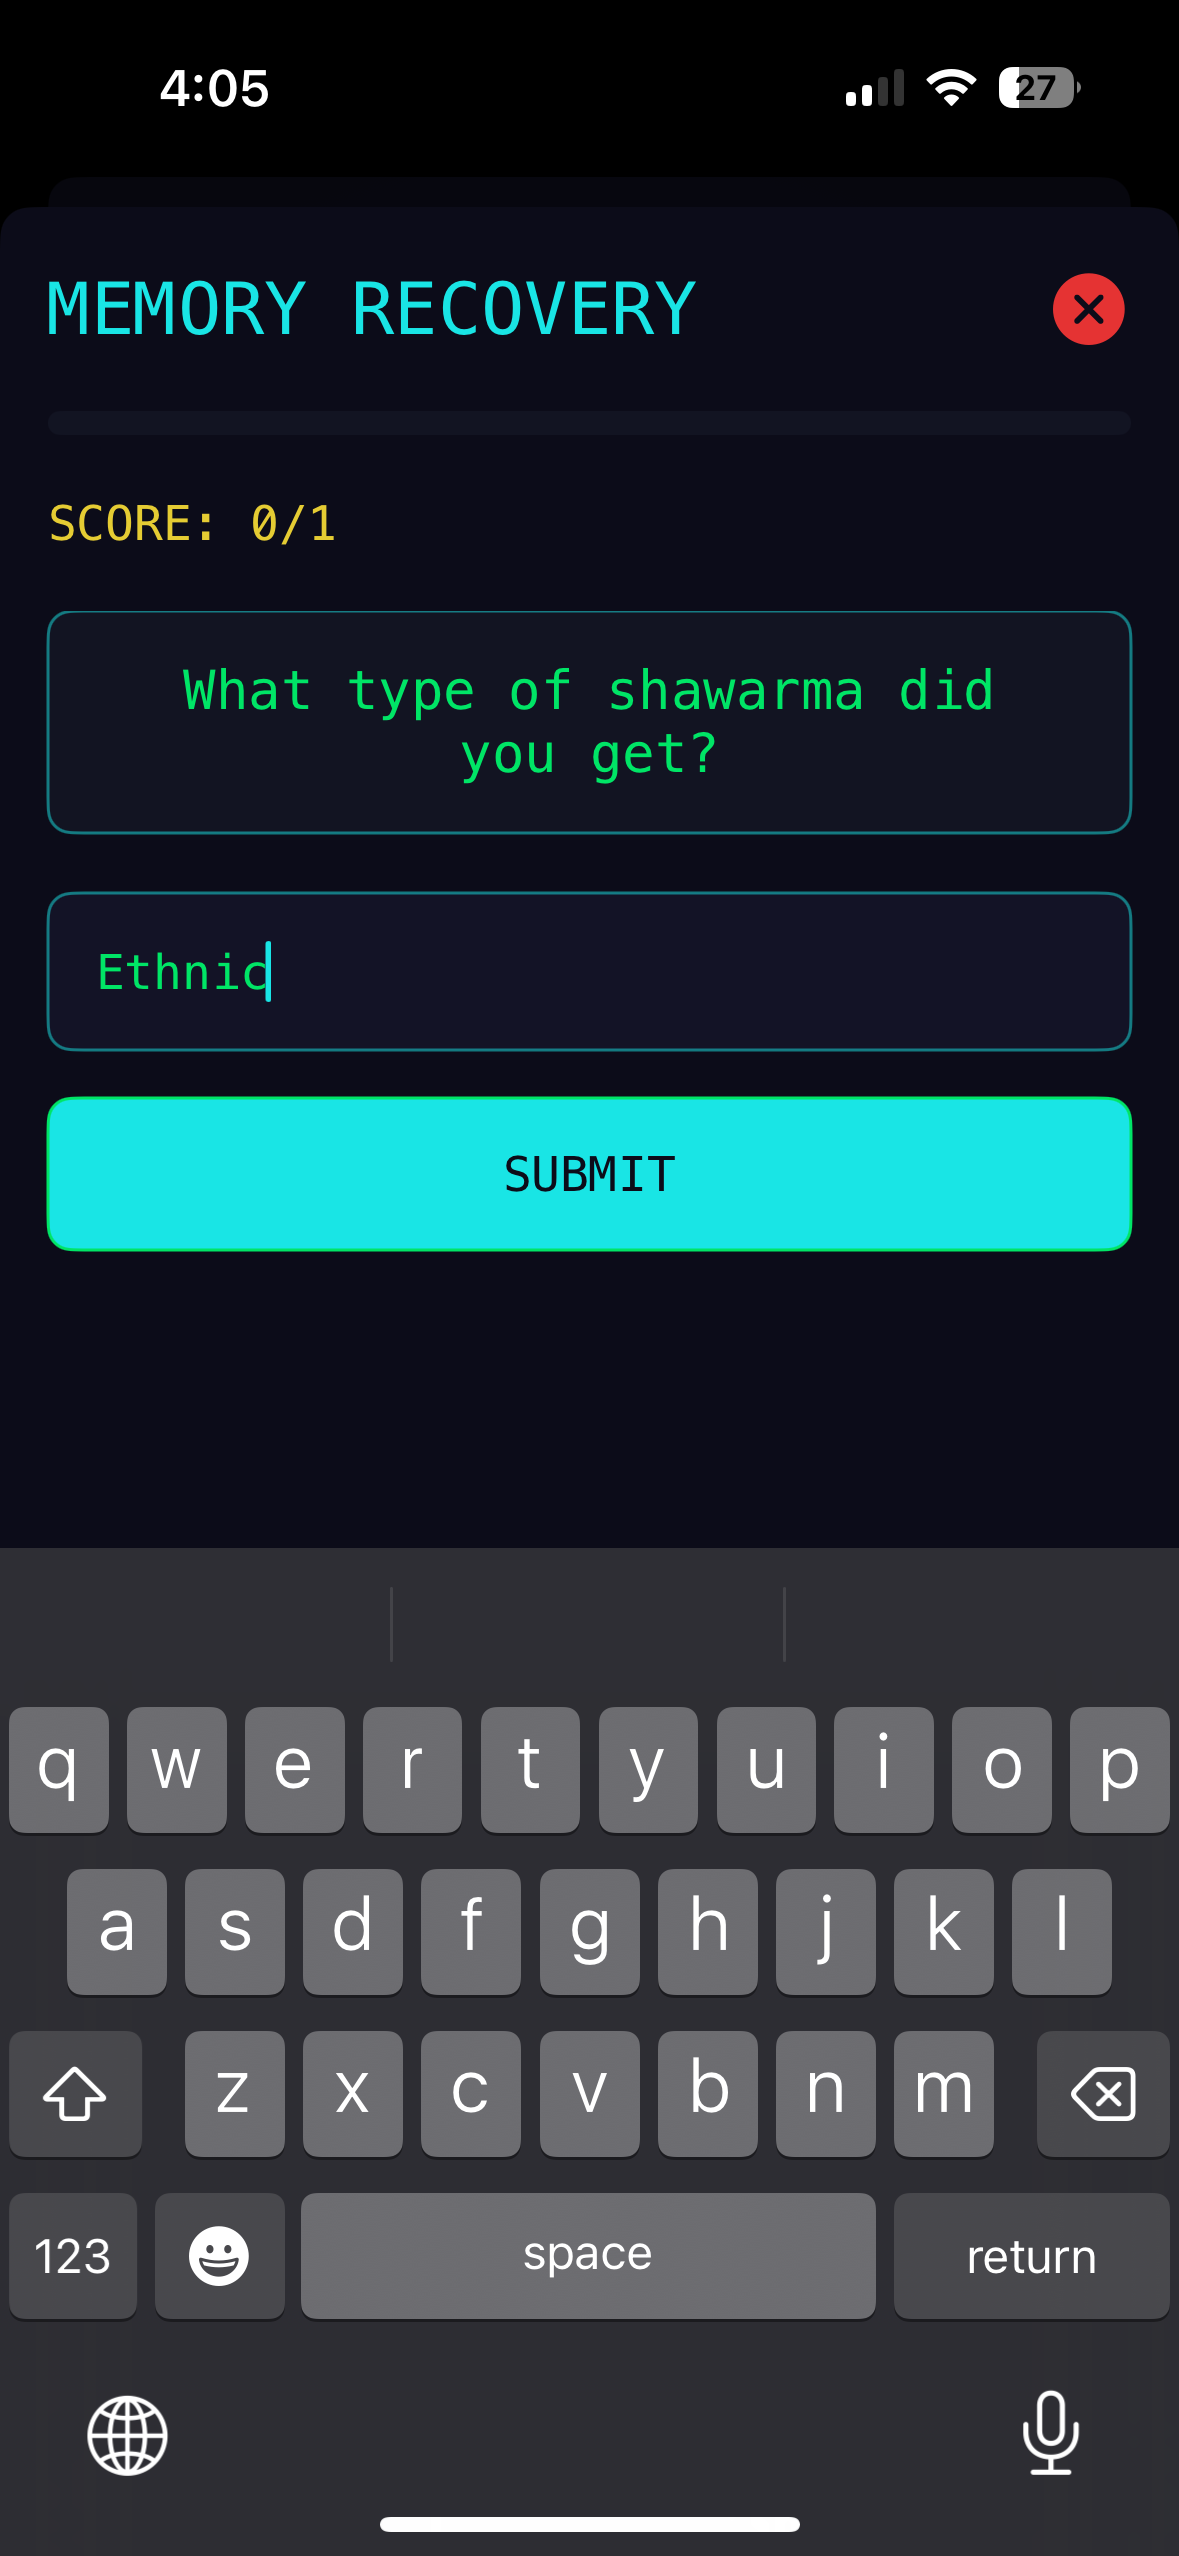 4:05
27
MEMORY RECOVERY
SCORE: 0/1
What type of shawarma did
you get?
Ethnic
SUBMIT
q w e r t y u i o p
a s d f g h j k l
z x c v b n m
123 space return